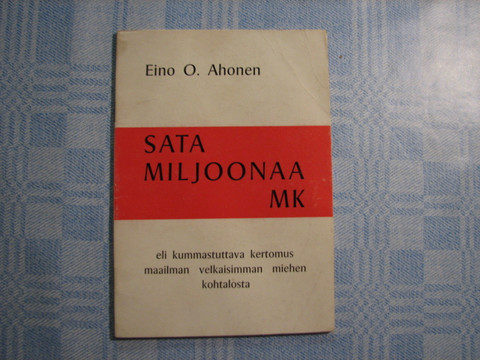 Eino O. Ahonen
SATA
MILJOONAA
MK
eli kummastuttava kertomus
maailman velkaisimman miehen
kohtalosta